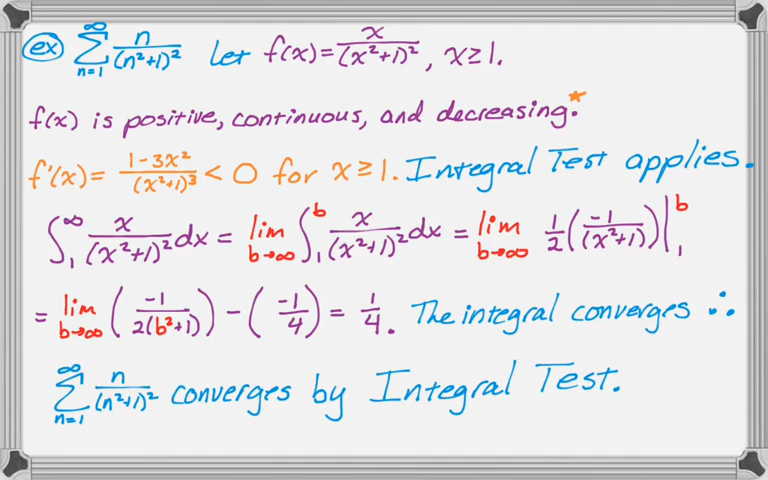 ex ∑_{n=1}^{∞} n/(n²+1)² Let f(x) = x/(x²+1)², x ≥ 1.
f(x) is positive, continuous, and decreasing.*
f'(x) = (1-3x²)/(x²+1)³ < 0 for x ≥ 1. Integral Test applies.
∫_1^∞ x/(x²+1)² dx = lim_{b→∞} ∫_1^b x/(x²+1)² dx = lim_{b→∞} 1/2 (-1/(x²+1)) |_1^b
= lim_{b→∞} (-1/(2(b²+1))) - (-1/4) = 1/4. The integral converges ∴
∑_{n=1}^{∞} n/(n²+1)² converges by Integral Test.